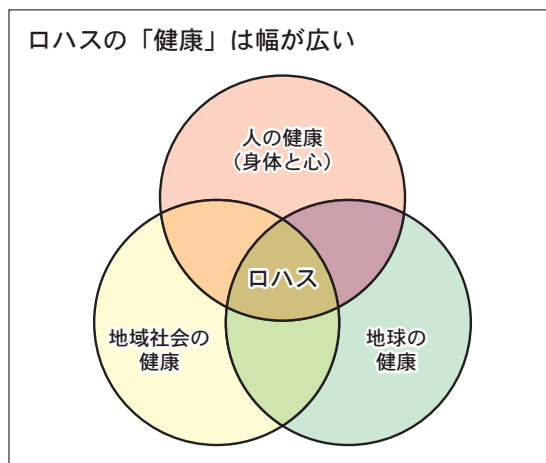 ロハスの「健康」は幅が広い
人の健康
（身体と心）
ロハス
地域社会の
健康
地球の
健康